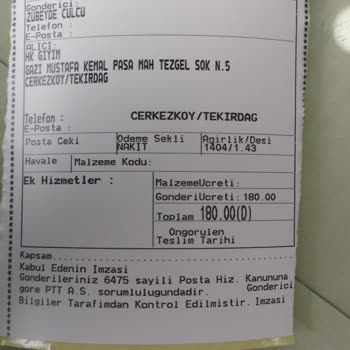 Gonderici:
ZUBEYDE CULCU
Telefon :
E-Posta :
ALICI
HK GIYIM
GAZI MUSTAFA KEMAL PASA MAH TEZGEL SOK N.5
CERKEZKOY/TEKIRDAG
Telefon : CERKEZKOY/TEKIRDAG
E-Posta :
Posta Ceki Odeme Sekli Agirlik/Desi
NAKIT 1404/1.43
Havale Malzeme Kodu:
Ek Hizmetler : MalzemeUcreti:
GonderiUcreti: 180.00
Toplam 180.00(D)
Ongorulen
Teslim Tarihi
Kapsam..................
Kabul Edenin Imzasi
Gonderileriniz 6475 sayili Posta Hiz. Kanununa
gore PTT A.S. sorumlulugundadir. Gonderici
Bilgiler Tarafimdan Kontrol Edilmistir. Imzasi